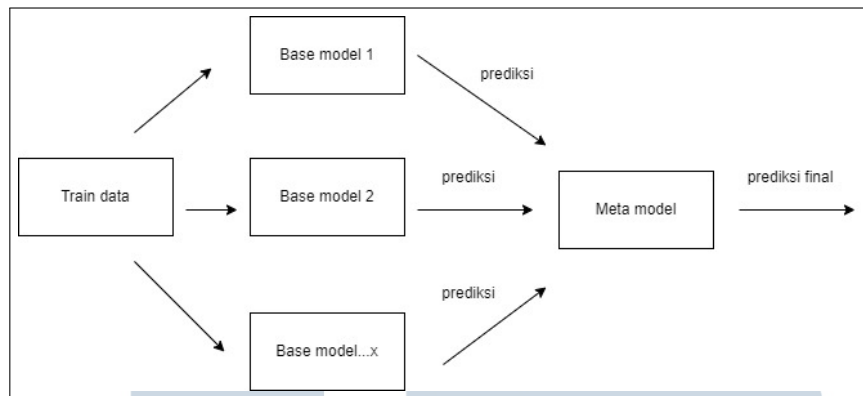 Base model 1
prediksi
Train data
Base model 2
prediksi
Meta model
prediksi final
prediksi
Base model...x